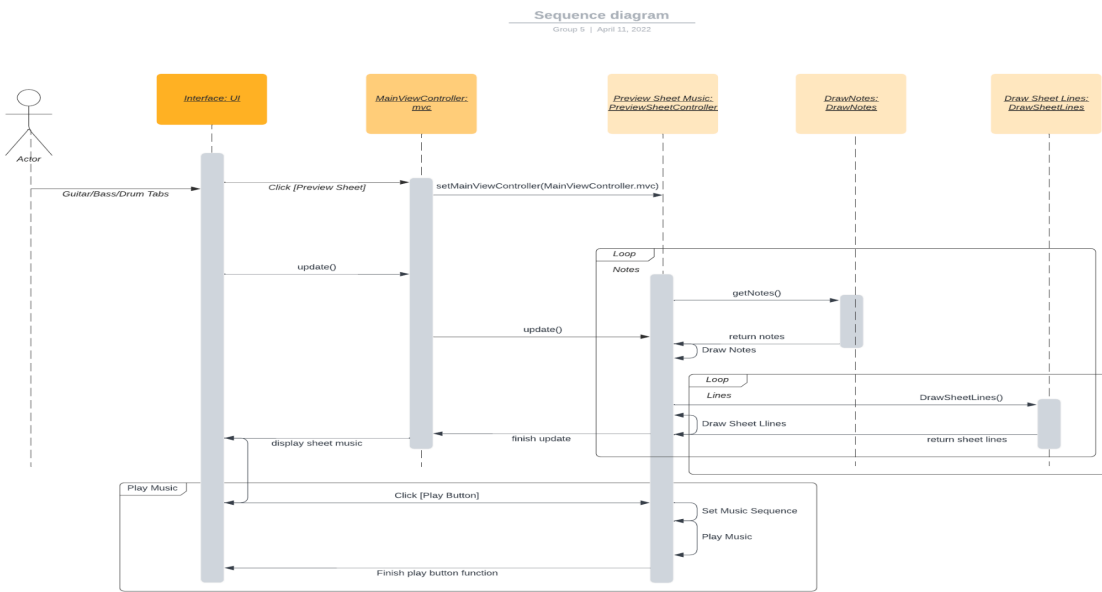 Sequence diagram
Group 5 | April 11, 2022
Interface: UI
MainViewController:
mvc
Preview Sheet Music:
PreviewSheetController
DrawNotes:
DrawNotes
Draw Sheet Lines:
DrawSheetLines
Actor
Guitar/Bass/Drum Tabs
Click [Preview Sheet]
setMainViewController(MainViewController.mvc)
Loop
Notes
update()
getNotes()
update()
return notes
Draw Notes
Loop
Lines
DrawSheetLines()
Draw Sheet Llines
finish update
return sheet lines
display sheet music
Play Music
Click [Play Button]
Set Music Sequence
Play Music
Finish play button function